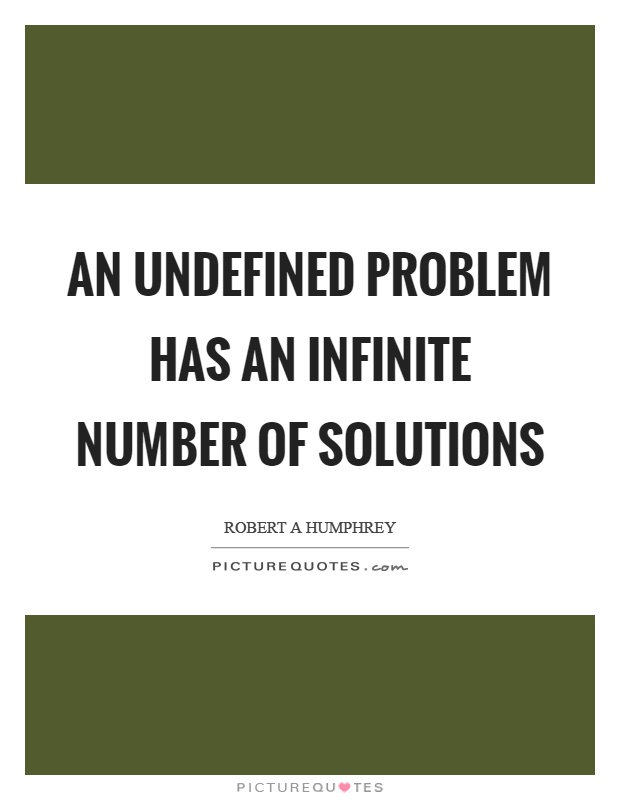 AN UNDEFINED PROBLEM
HAS AN INFINITE
NUMBER OF SOLUTIONS
ROBERT A HUMPHREY
PICTUREQUOTES.com
PICTUREQUOTES